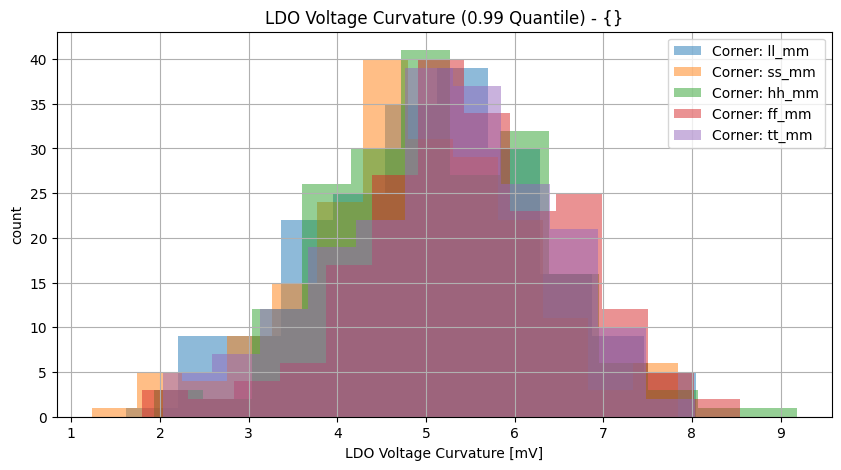 LDO Voltage Curvature (0.99 Quantile) - {}
Corner: ll_mm
Corner: ss_mm
Corner: hh_mm
Corner: ff_mm
Corner: tt_mm
count
40
35
30
25
20
15
10
5
0
1 2 3 4 5 6 7 8 9
LDO Voltage Curvature [mV]